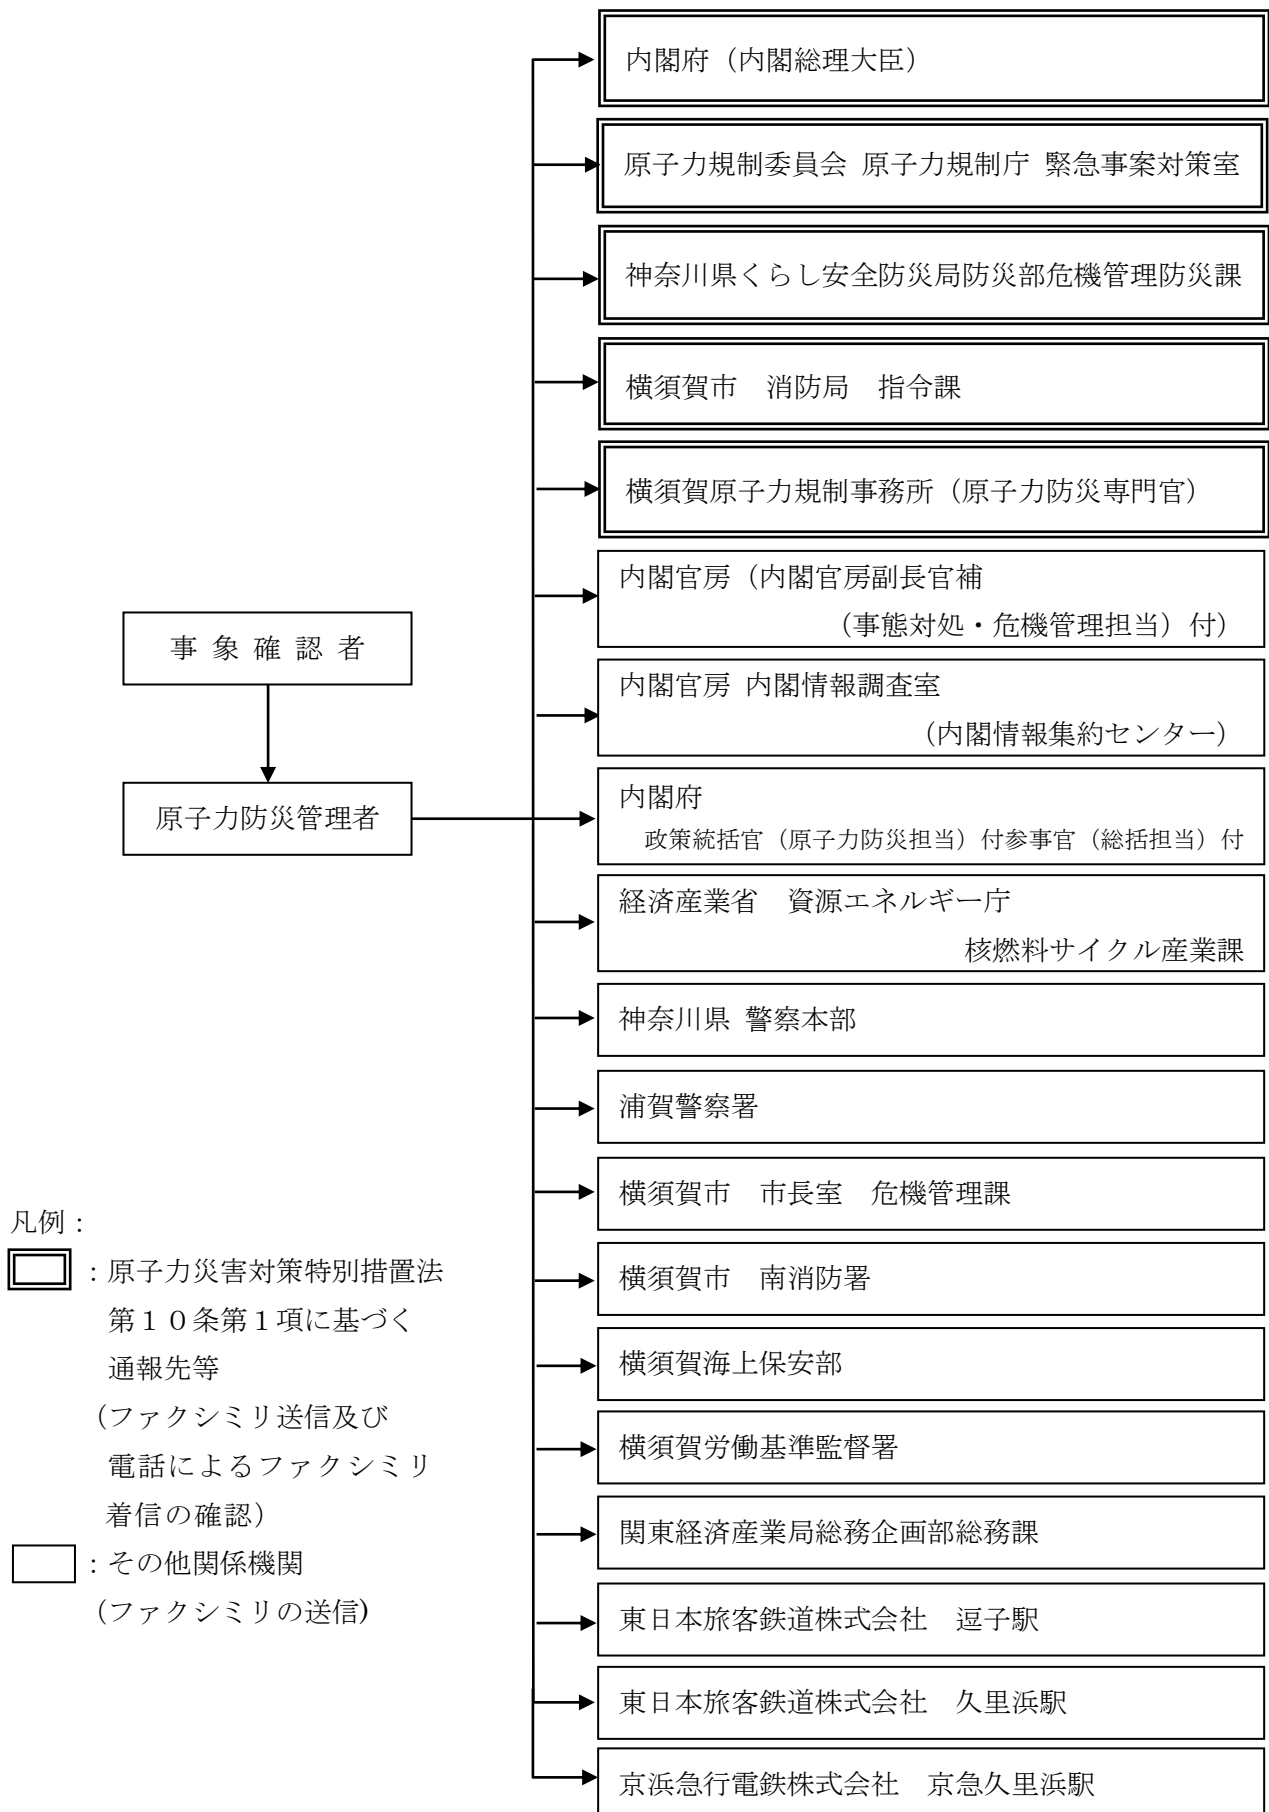 内閣府（内閣総理大臣）
原子力規制委員会 原子力規制庁 緊急事案対策室
神奈川県くらし安全防災局防災部危機管理防災課
横須賀市　消防局　指令課
横須賀原子力規制事務所（原子力防災専門官）
内閣官房（内閣官房副長官補
（事態対処・危機管理担当）付）
内閣官房 内閣情報調査室
（内閣情報集約センター）
内閣府
政策統括官（原子力防災担当）付参事官（総括担当）付
経済産業省　資源エネルギー庁
核燃料サイクル産業課
神奈川県 警察本部
浦賀警察署
横須賀市　市長室　危機管理課
横須賀市　南消防署
横須賀海上保安部
横須賀労働基準監督署
関東経済産業局総務企画部総務課
東日本旅客鉄道株式会社　逗子駅
東日本旅客鉄道株式会社　久里浜駅
京浜急行電鉄株式会社　京急久里浜駅
事 象 確 認 者
原子力防災管理者
凡例：
：原子力災害対策特別措置法
第１０条第１項に基づく
通報先等
（ファクシミリ送信及び
電話によるファクシミリ
着信の確認）
：その他関係機関
（ファクシミリの送信)